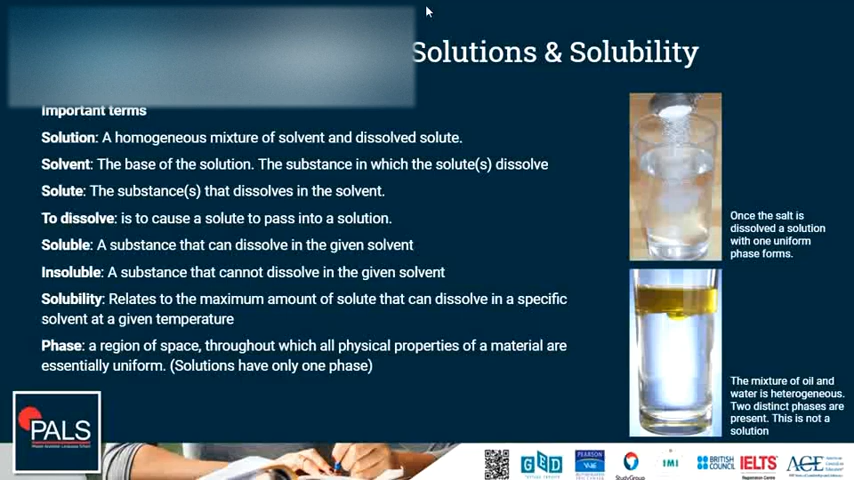 Solutions & Solubility
Important terms
Solution: A homogeneous mixture of solvent and dissolved solute.
Solvent: The base of the solution. The substance in which the solute(s) dissolve
Solute: The substance(s) that dissolves in the solvent.
To dissolve: is to cause a solute to pass into a solution.
Soluble: A substance that can dissolve in the given solvent
Insoluble: A substance that cannot dissolve in the given solvent
Solubility: Relates to the maximum amount of solute that can dissolve in a specific
solvent at a given temperature
Phase: a region of space, throughout which all physical properties of a material are
essentially uniform. (Solutions have only one phase)
Once the salt is
dissolved a solution
with one uniform
phase forms.
The mixture of oil and
water is heterogeneous.
Two distinct phases are
present. This is not a
solution
PALS
GED
PEARSON
VUE
StudyGroup
IMI
BRITISH
COUNCIL
IELTS
ACE